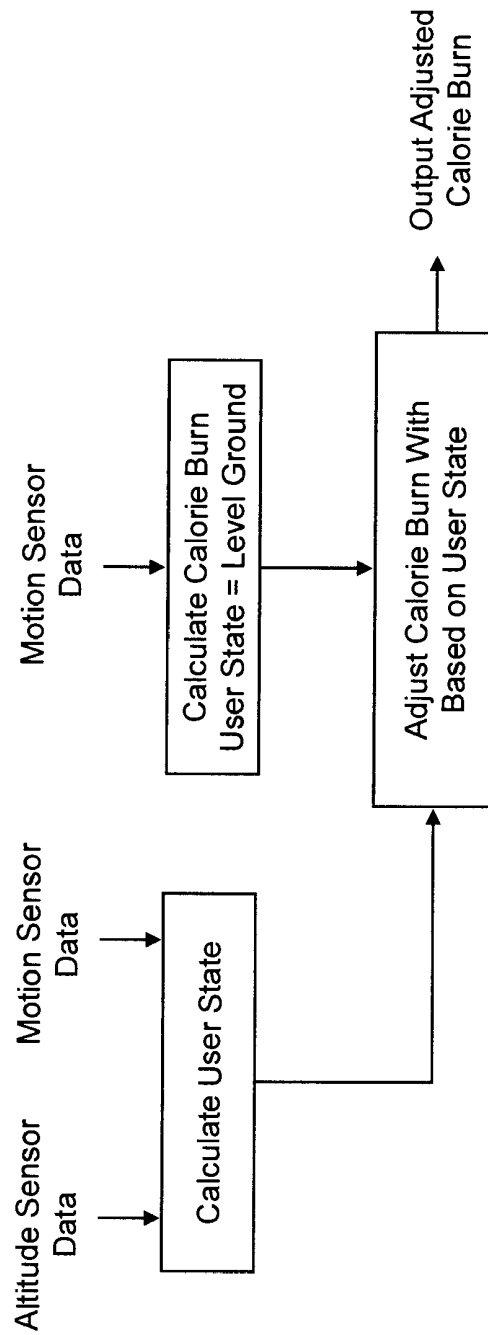 Altitude Sensor
Data
Motion Sensor
Data
Motion Sensor
Data
Calculate User State
Calculate Calorie Burn
User State = Level Ground
Adjust Calorie Burn With
Based on User State
Output Adjusted
Calorie Burn